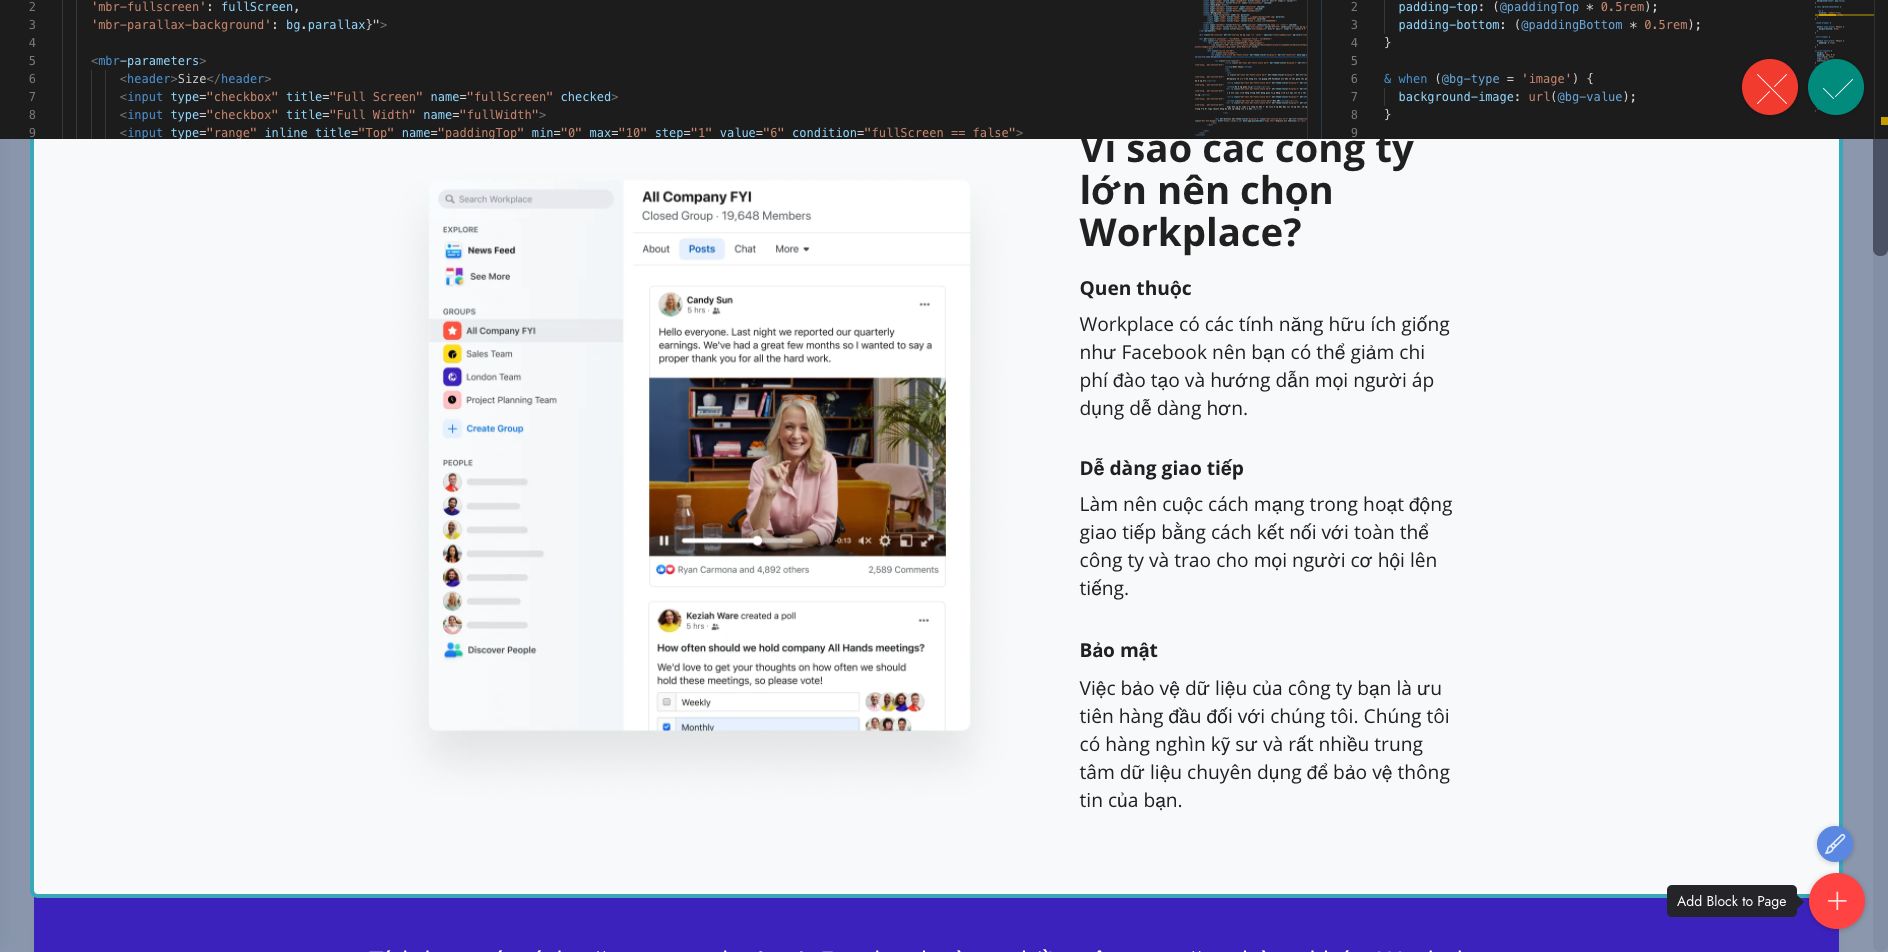 2
'mbr-fullscreen': fullScreen,
3
'mbr-parallax-background': bg.parallax}">
4
5
<mbr-parameters>
6
<header>Size</header>
7
<input type="checkbox" title="Full Screen" name="fullScreen" checked>
8
<input type="checkbox" title="Full Width" name="fullWidth">
9
<input type="range" inline title="Top" name="paddingTop" min="0" max="10" step="1" value="6" condition="fullScreen == false">
2
padding-top: (@paddingTop * 0.5rem);
3
padding-bottom: (@paddingBottom * 0.5rem);
4
}
5
6
& when (@bg-type = 'image') {
7
background-image: url(@bg-value);
8
}
9
Search Workplace
EXPLORE
News Feed
See More
GROUPS
All Company FYI
Sales Team
London Team
Project Planning Team
Create Group
PEOPLE
Discover People
All Company FYI
Closed Group · 19,648 Members
About Posts Chat More
Candy Sun
5 hrs ·
Hello everyone. Last night we reported our quarterly
earnings. We've had a great few months so I wanted to say a
proper thank you for all the hard work.
-0:13
Ryan Carmona and 4,892 others 2,589 Comments
Keziah Ware created a poll
5 hrs ·
How often should we hold company All Hands meetings?
We'd love to get your thoughts on how often we should
hold these meetings, so please vote!
Weekly
Monthly
Vì sao các công ty
lớn nên chọn
Workplace?
Quen thuộc
Workplace có các tính năng hữu ích giống
như Facebook nên bạn có thể giảm chi
phí đào tạo và hướng dẫn mọi người áp
dụng dễ dàng hơn.
Dễ dàng giao tiếp
Làm nên cuộc cách mạng trong hoạt động
giao tiếp bằng cách kết nối với toàn thể
công ty và trao cho mọi người cơ hội lên
tiếng.
Bảo mật
Việc bảo vệ dữ liệu của công ty bạn là ưu
tiên hàng đầu đối với chúng tôi. Chúng tôi
có hàng nghìn kỹ sư và rất nhiều trung
tâm dữ liệu chuyên dụng để bảo vệ thông
tin của bạn.
Add Block to Page